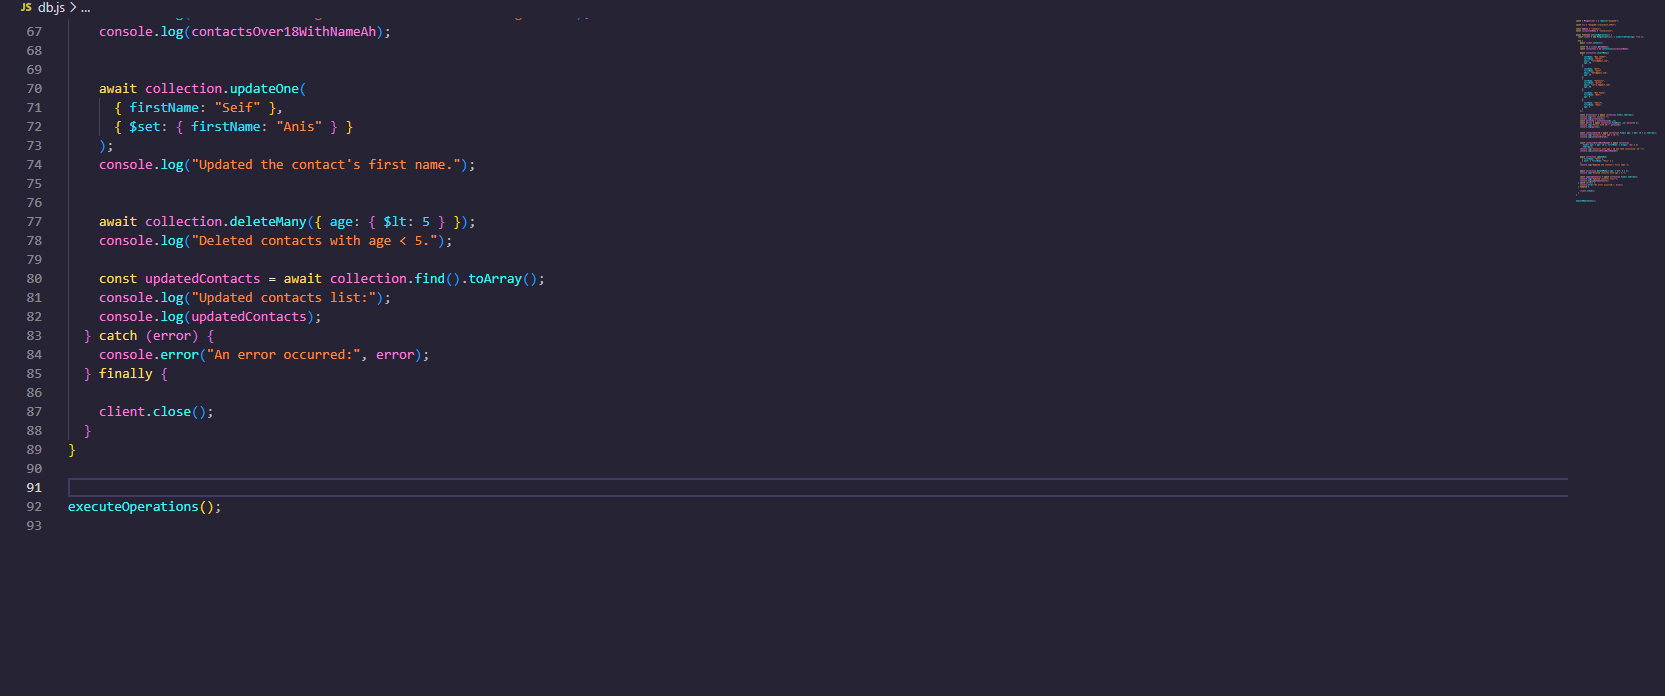 JS db.js > ...
67 console.log(contactsOver18WithNameAh);
68
69
70 await collection.updateOne(
71 { firstName: "Seif" },
72 { $set: { firstName: "Anis" } }
73 );
74 console.log("Updated the contact's first name.");
75
76
77 await collection.deleteMany({ age: { $lt: 5 } });
78 console.log("Deleted contacts with age < 5.");
79
80 const updatedContacts = await collection.find().toArray();
81 console.log("Updated contacts list:");
82 console.log(updatedContacts);
83 } catch (error) {
84 console.error("An error occurred:", error);
85 } finally {
86
87 client.close();
88 }
89 }
90
91
92 executeOperations();
93